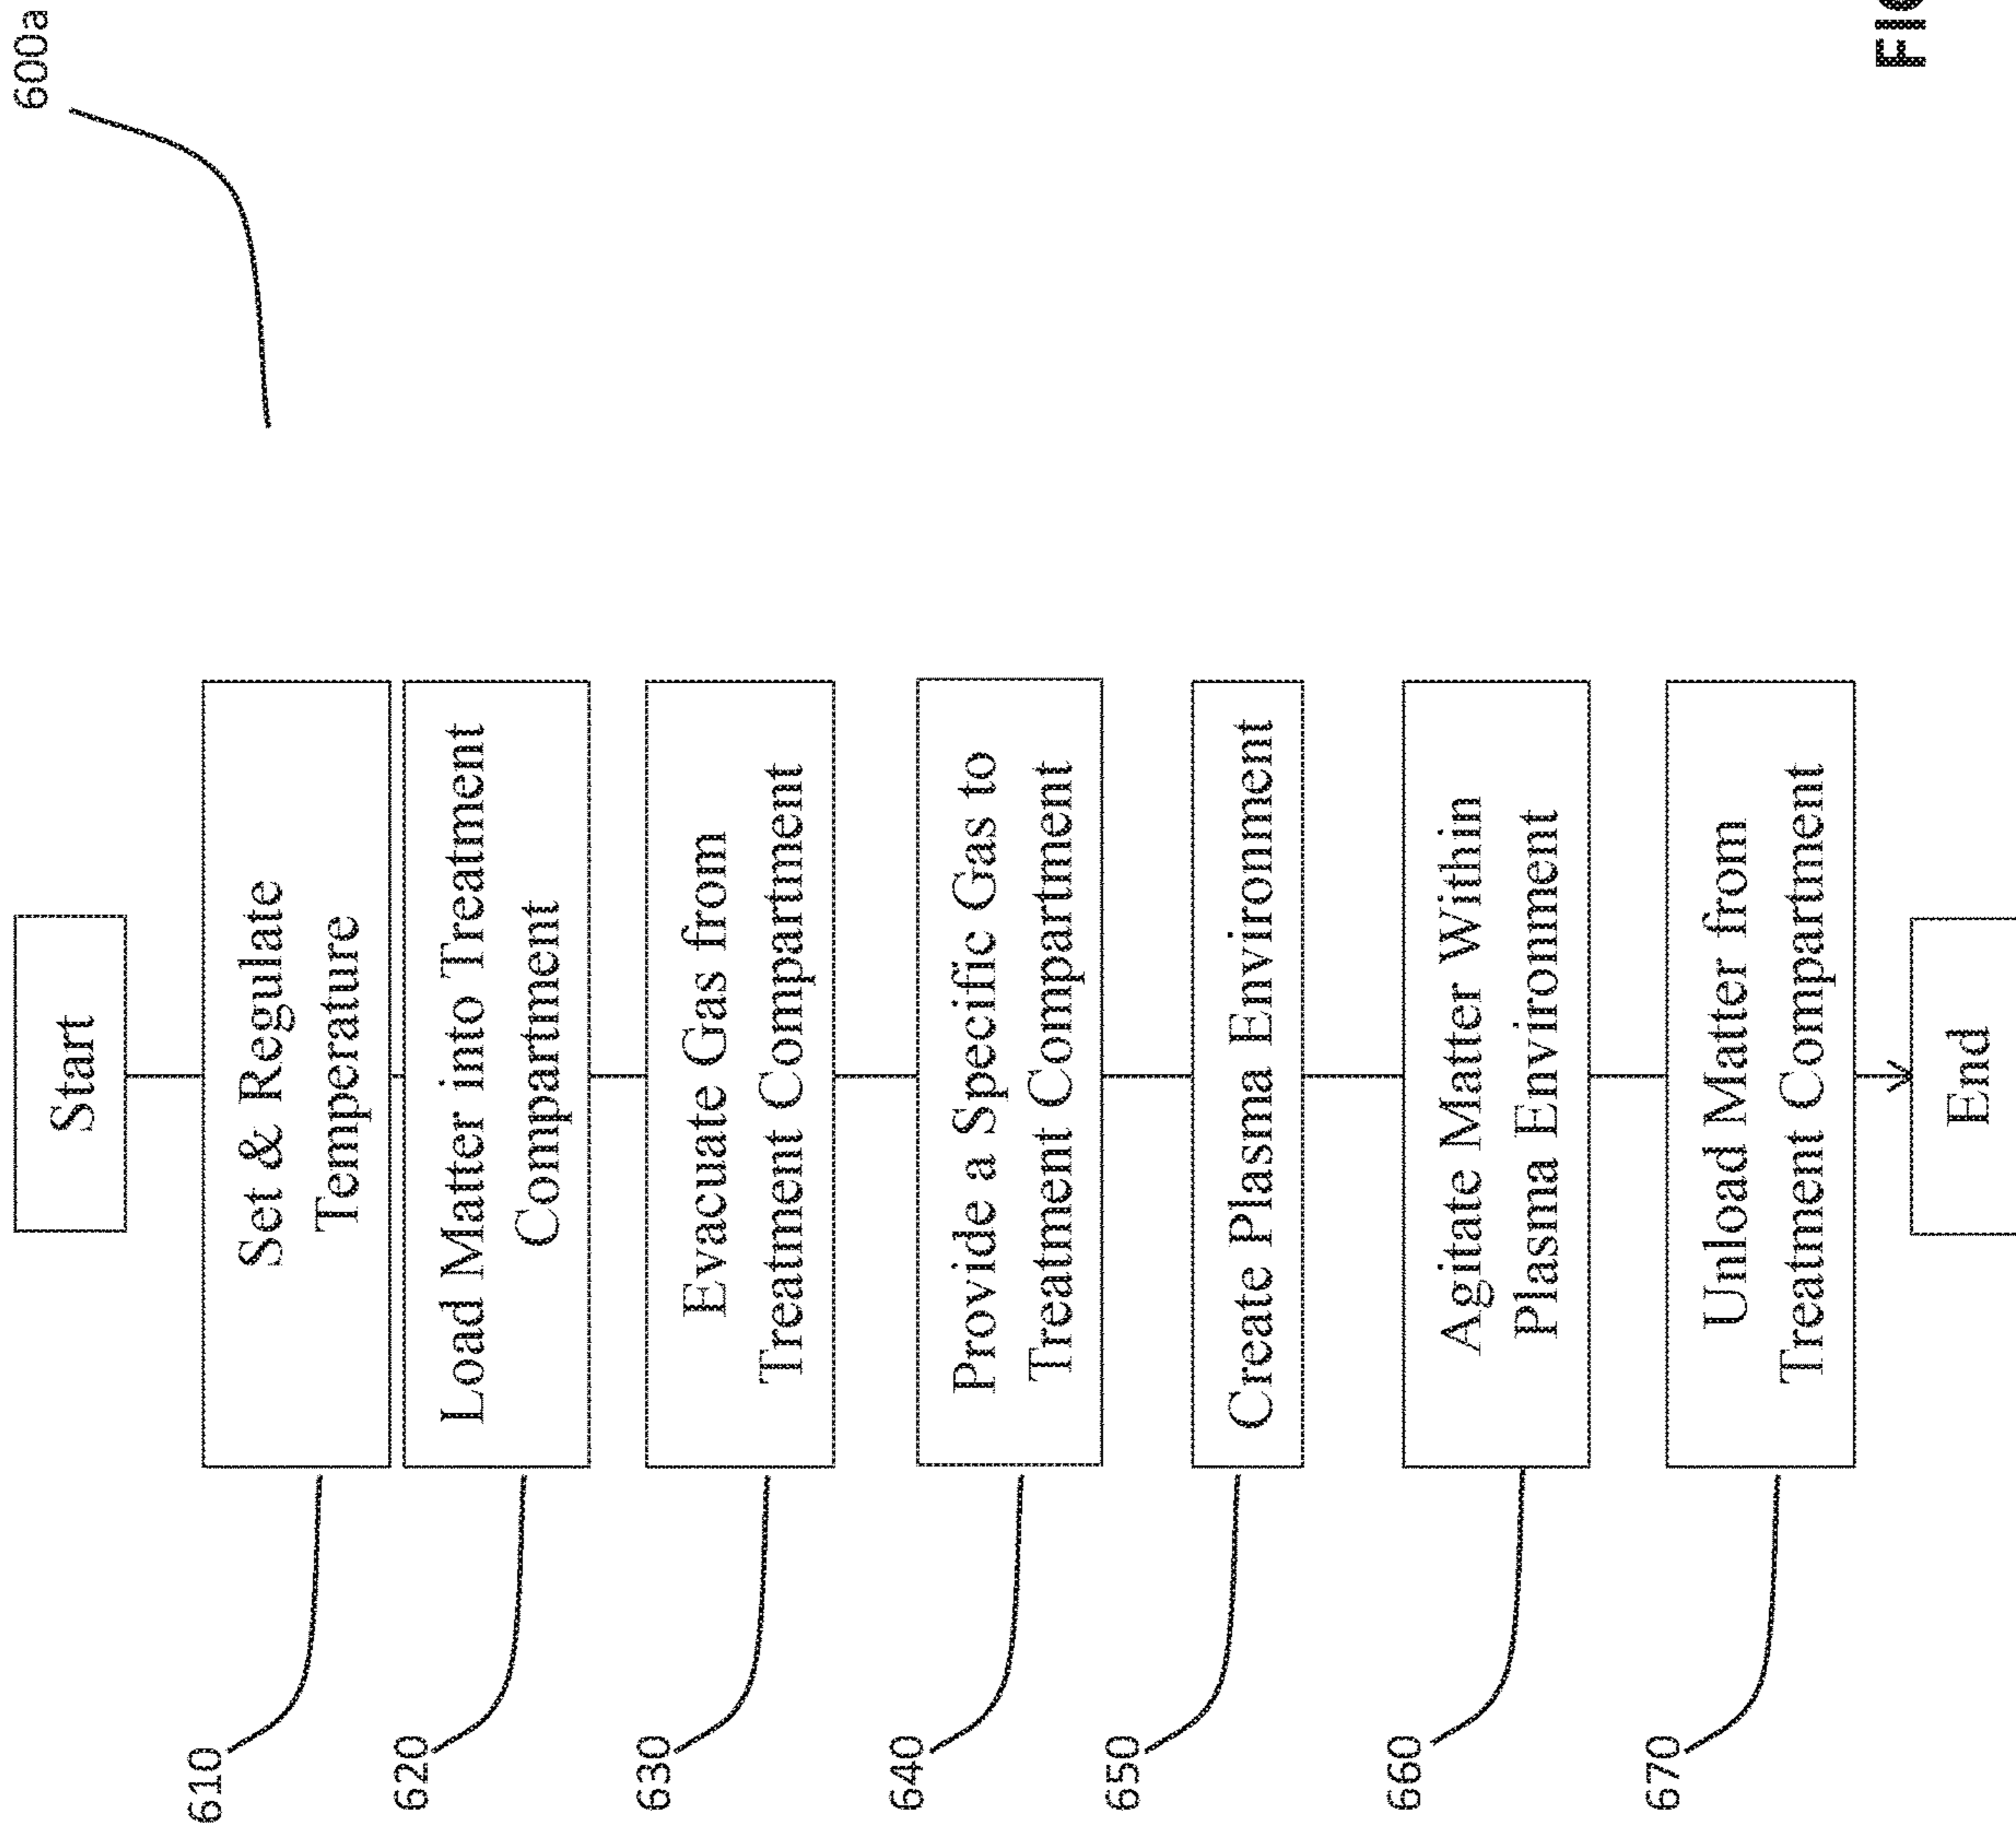 600a
Start
610
Set & Regulate
Temperature
620
Load Matter into Treatment
Compartment
630
Evacuate Gas from
Treatment Compartment
640
Provide a Specific Gas to
Treatment Compartment
650
Create Plasma Environment
660
Agitate Matter Within
Plasma Environment
670
Unload Matter from
Treatment Compartment
End